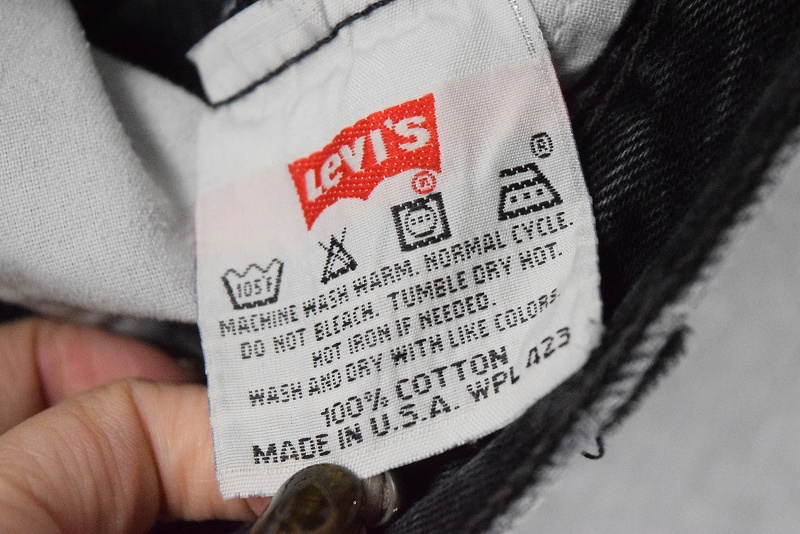 LEVI'S
®
®
105F
MACHINE WASH WARM. NORMAL CYCLE.
DO NOT BLEACH. TUMBLE DRY HOT.
HOT IRON IF NEEDED.
WASH AND DRY WITH LIKE COLORS.
100% COTTON
MADE IN U.S.A. WPL 423